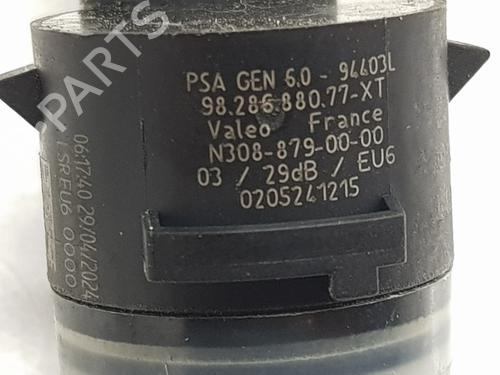 PARTS
PSA GEN 6.0 - 94403L
98.286.880.77-XT
Valeo France
N308-879-00-00
03 / 29dB / EU6
0205241215
06:17:40 29/04/2024
LSREU6 0000